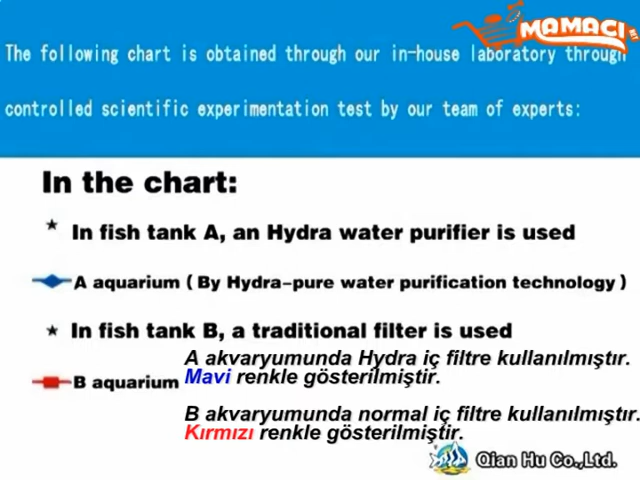 MAMACI
.NET
The following chart is obtained through our in-house laboratory through
controlled scientific experimentation test by our team of experts:
In the chart:
★ In fish tank A, an Hydra water purifier is used
A aquarium ( By Hydra-pure water purification technology )
★ In fish tank B, a traditional filter is used
A akvaryumunda Hydra iç filtre kullanılmıştır.
Mavi renkle gösterilmiştir.
B aquarium
B akvaryumunda normal iç filtre kullanılmıştır.
Kırmızı renkle gösterilmiştir.
Qian Hu Co.,Ltd.